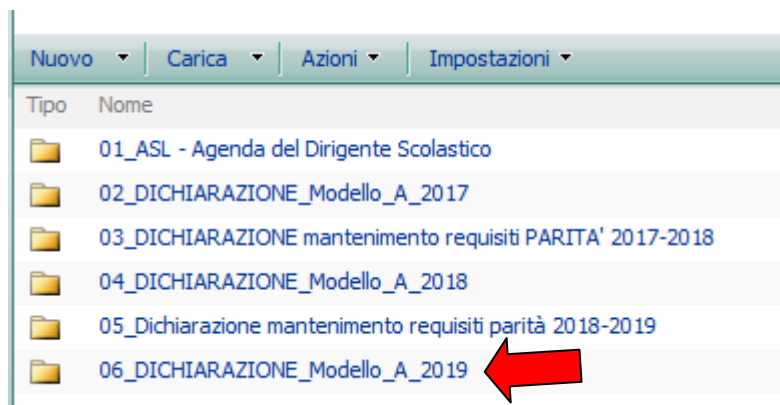 Nuovo Carica Azioni Impostazioni
Tipo Nome
01_ASL - Agenda del Dirigente Scolastico
02_DICHIARAZIONE_Modello_A_2017
03_DICHIARAZIONE mantenimento requisiti PARITA' 2017-2018
04_DICHIARAZIONE_Modello_A_2018
05_Dichiarazione mantenimento requisiti parità 2018-2019
06_DICHIARAZIONE_Modello_A_2019